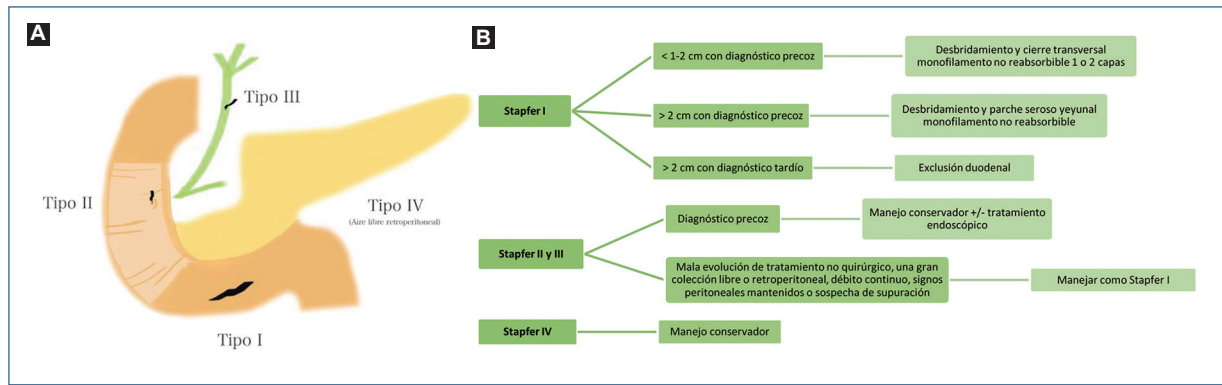 A
Tipo III
Tipo II
Tipo IV
(Aire libre retroperitoneal)
Tipo I
B
Stapfer I
< 1-2 cm con diagnóstico precoz
Desbridamiento y cierre transversal
monofilamento no reabsorbible 1 o 2 capas
> 2 cm con diagnóstico precoz
Desbridamiento y parche seroso yeyunal
monofilamento no reabsorbible
> 2 cm con diagnóstico tardío
Exclusión duodenal
Stapfer II y III
Diagnóstico precoz
Manejo conservador +/- tratamiento
endoscópico
Mala evolución de tratamiento no quirúrgico, una gran
colección libre o retroperitoneal, débito continuo, signos
peritoneales mantenidos o sospecha de supuración
Manejar como Stapfer I
Stapfer IV
Manejo conservador